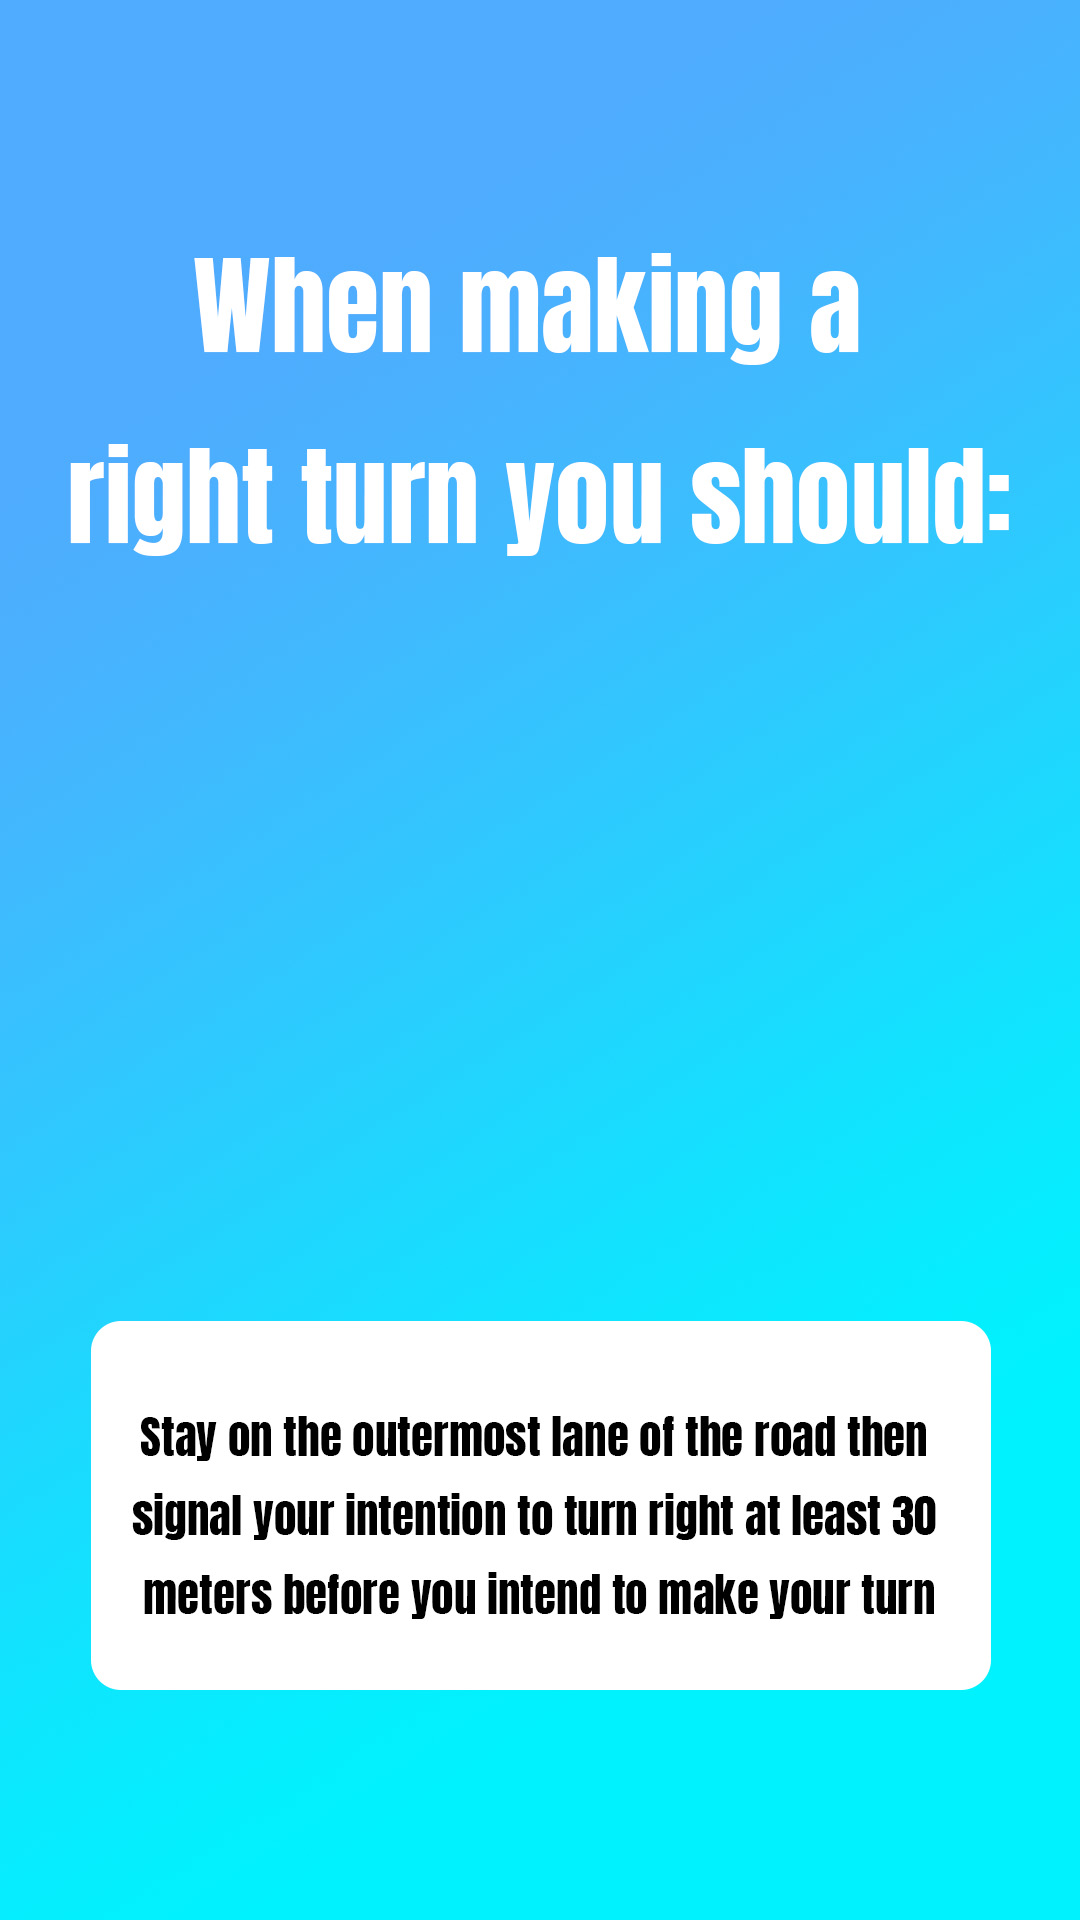 When making a
right turn you should:
Stay on the outermost lane of the road then
signal your intention to turn right at least 30
meters before you intend to make your turn